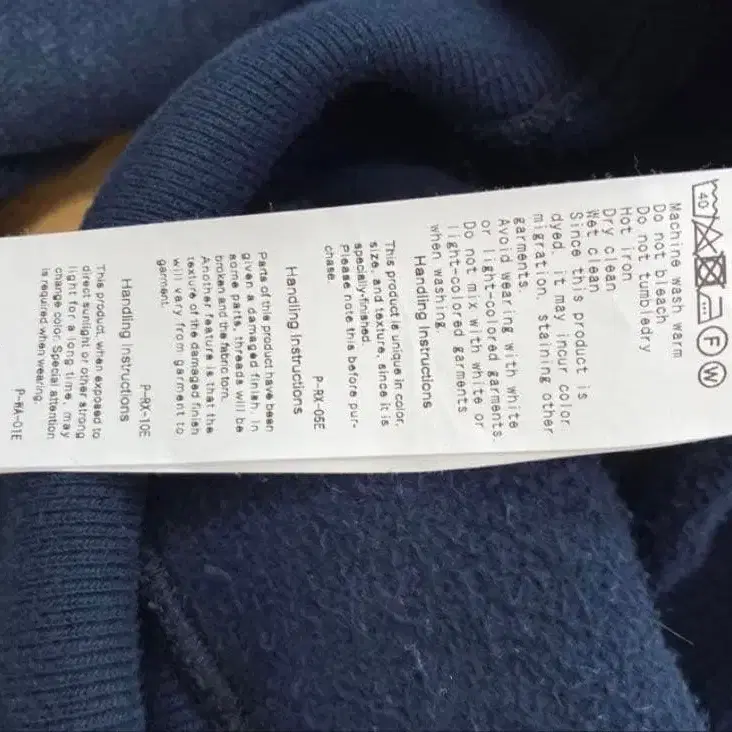 40 F W
Machine wash warm
Do not bleach
Do not tumbledry
Hot iron
Dry clean
Wet clean
Since this product is
dyed, it may incur color
migration, staining other
garments.
Avoid wearing with white
or light-colored garments.
Do not mix with white or
light-colored garments
when washing.
Handling Instructions
This product is unique in color,
size, and texture, since it is
specially-finished.
Please note this before pur-
chase.
P-RX-05E
Handling Instructions
Parts of this product have been
given a damaged finish. In
some parts, threads will be
broken and the fabric torn.
Another feature is that the
texture of the damaged finish
will vary from garment to
garment.
P-RX-10E
Handling Instructions
This product, when exposed to
direct sunlight or other strong
light for a long time, may
change color. Special attention
is required when wearing.
P-RA-01E